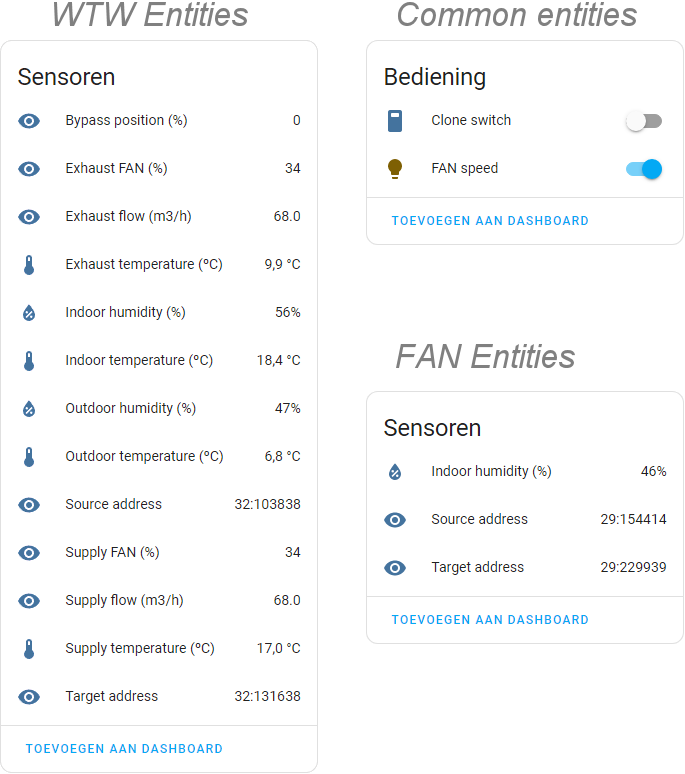 WTW Entities
Sensoren
Bypass position (%) 0
Exhaust FAN (%) 34
Exhaust flow (m3/h) 68.0
Exhaust temperature (ºC) 9,9 °C
Indoor humidity (%) 56%
Indoor temperature (ºC) 18,4 °C
Outdoor humidity (%) 47%
Outdoor temperature (ºC) 6,8 °C
Source address 32:103838
Supply FAN (%) 34
Supply flow (m3/h) 68.0
Supply temperature (ºC) 17,0 °C
Target address 32:131638
TOEVOEGEN AAN DASHBOARD
Common entities
Bediening
Clone switch
FAN speed
TOEVOEGEN AAN DASHBOARD
FAN Entities
Sensoren
Indoor humidity (%) 46%
Source address 29:154414
Target address 29:229939
TOEVOEGEN AAN DASHBOARD